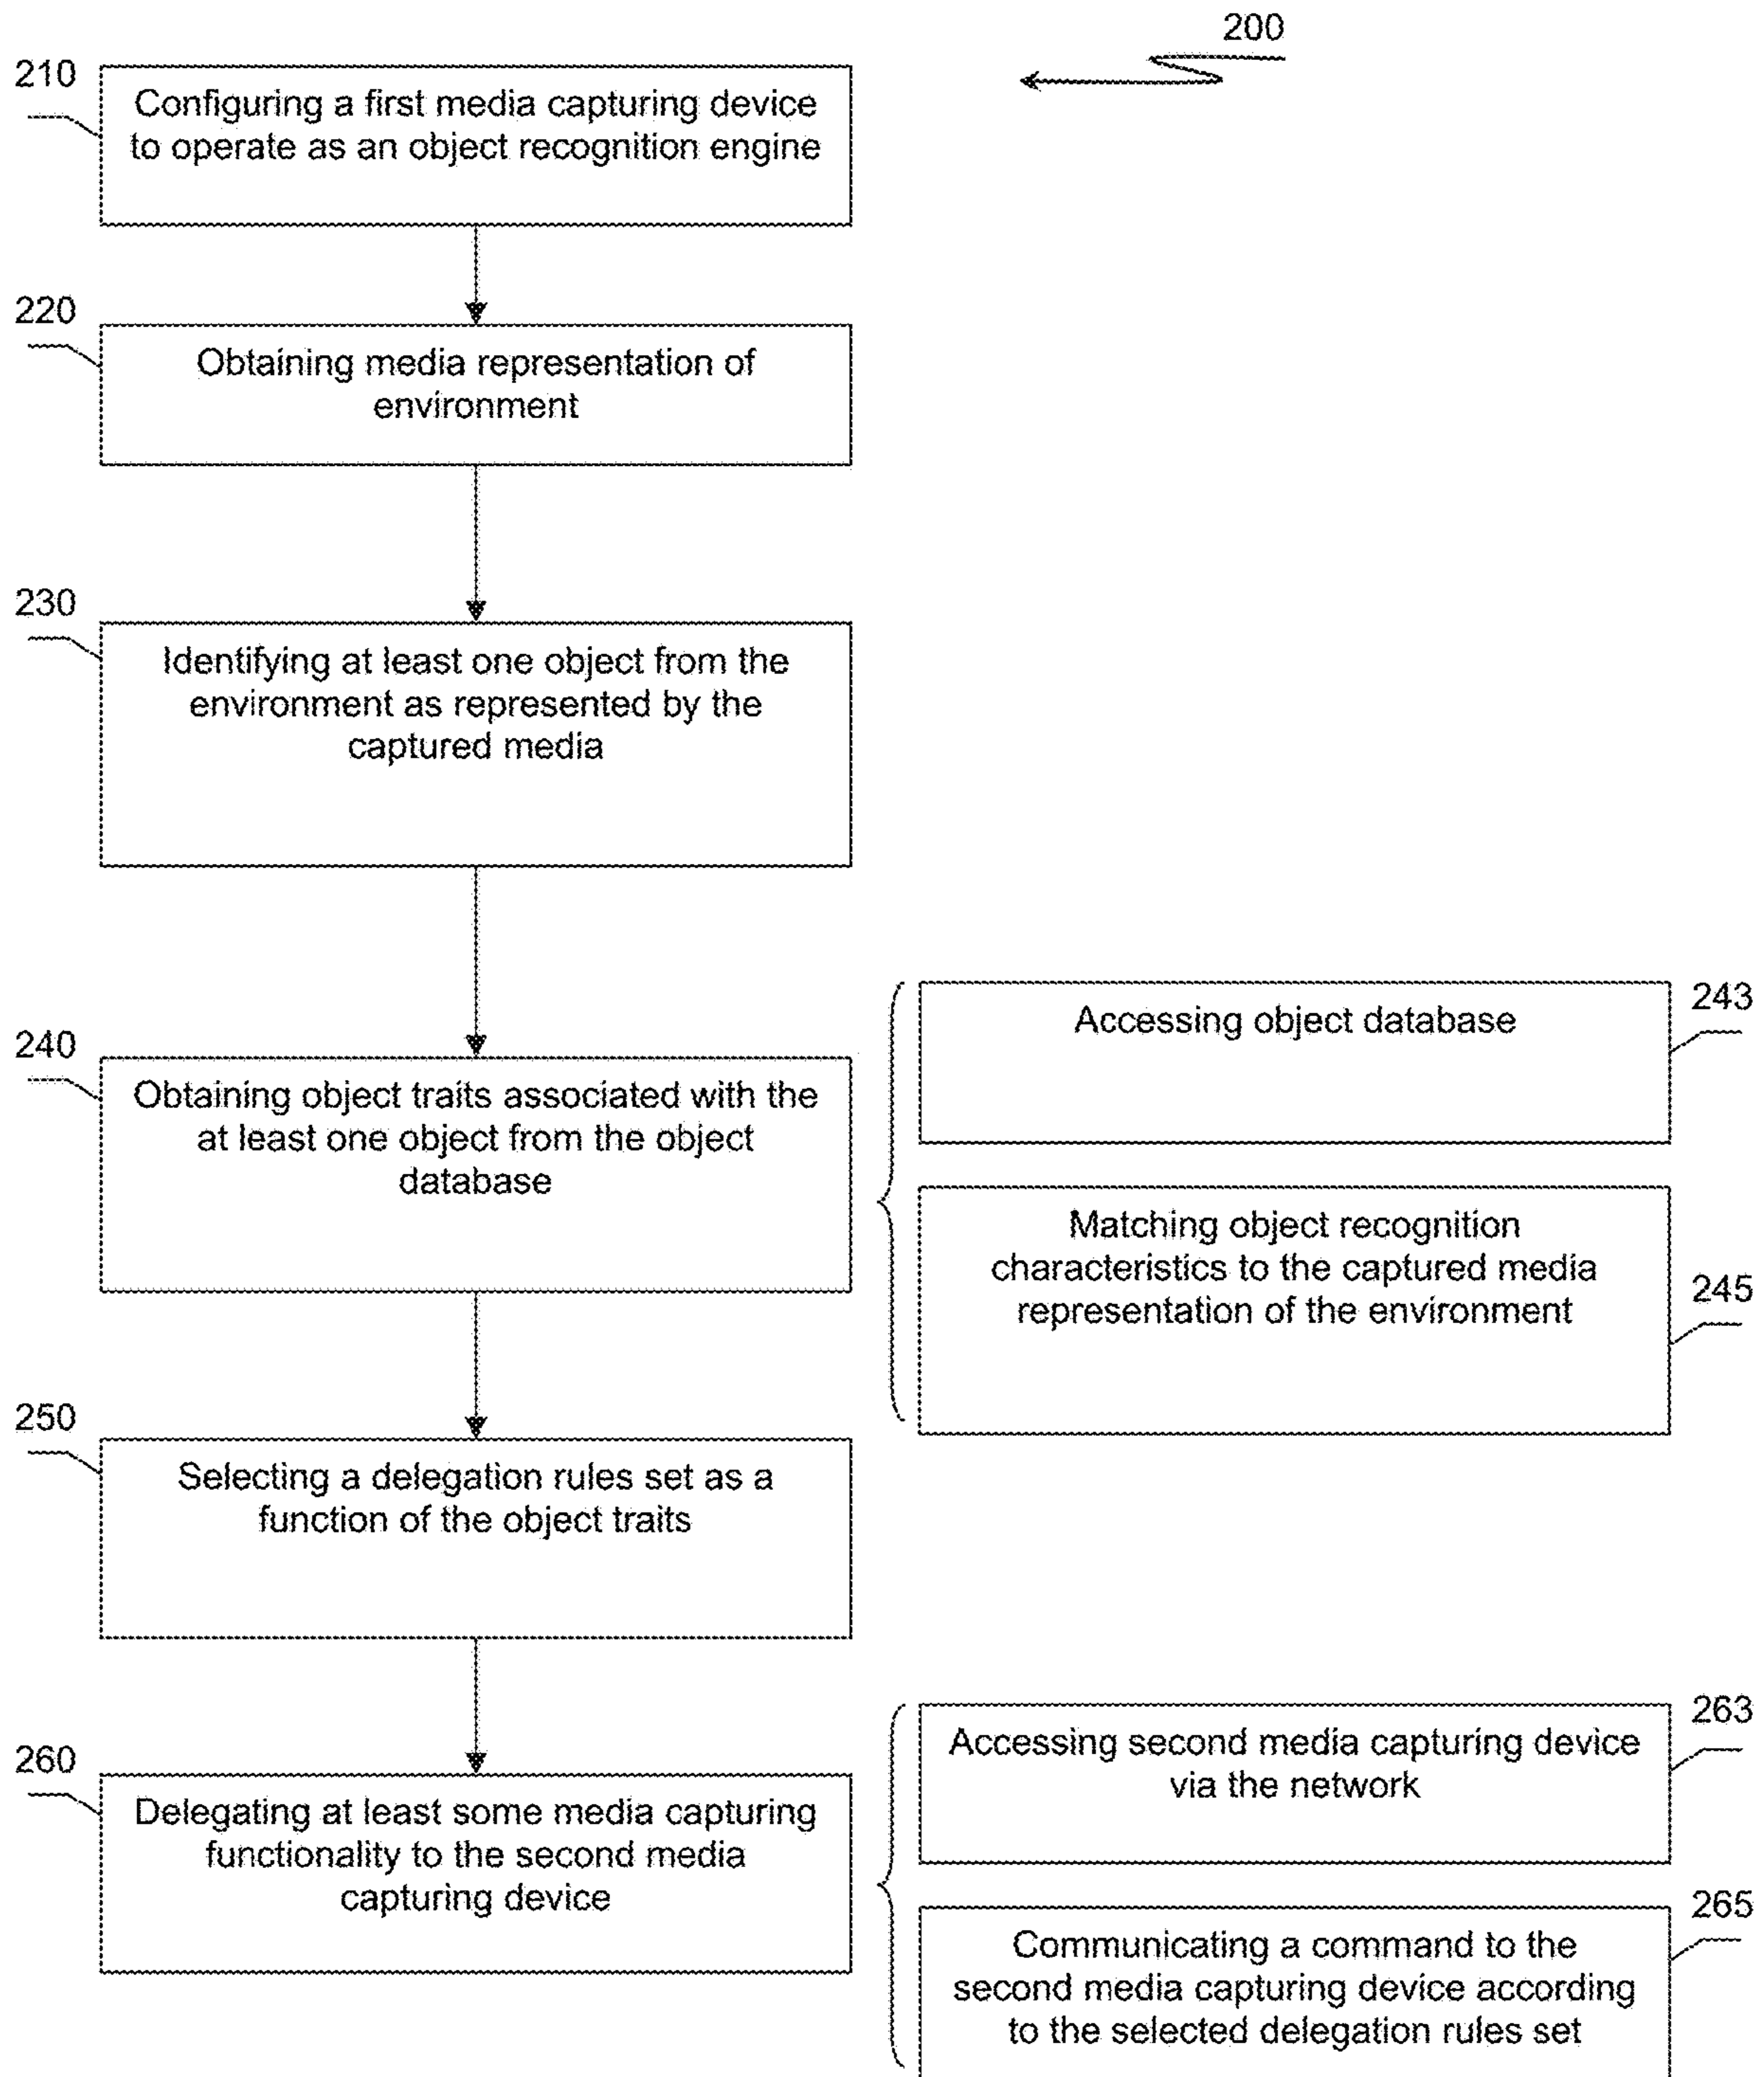 200
210
Configuring a first media capturing device
to operate as an object recognition engine
220
Obtaining media representation of
environment
230
Identifying at least one object from the
environment as represented by the
captured media
240
Obtaining object traits associated with the
at least one object from the object
database
243
Accessing object database
245
Matching object recognition
characteristics to the captured media
representation of the environment
250
Selecting a delegation rules set as a
function of the object traits
260
Delegating at least some media capturing
functionality to the second media
capturing device
263
Accessing second media capturing device
via the network
265
Communicating a command to the
second media capturing device according
to the selected delegation rules set